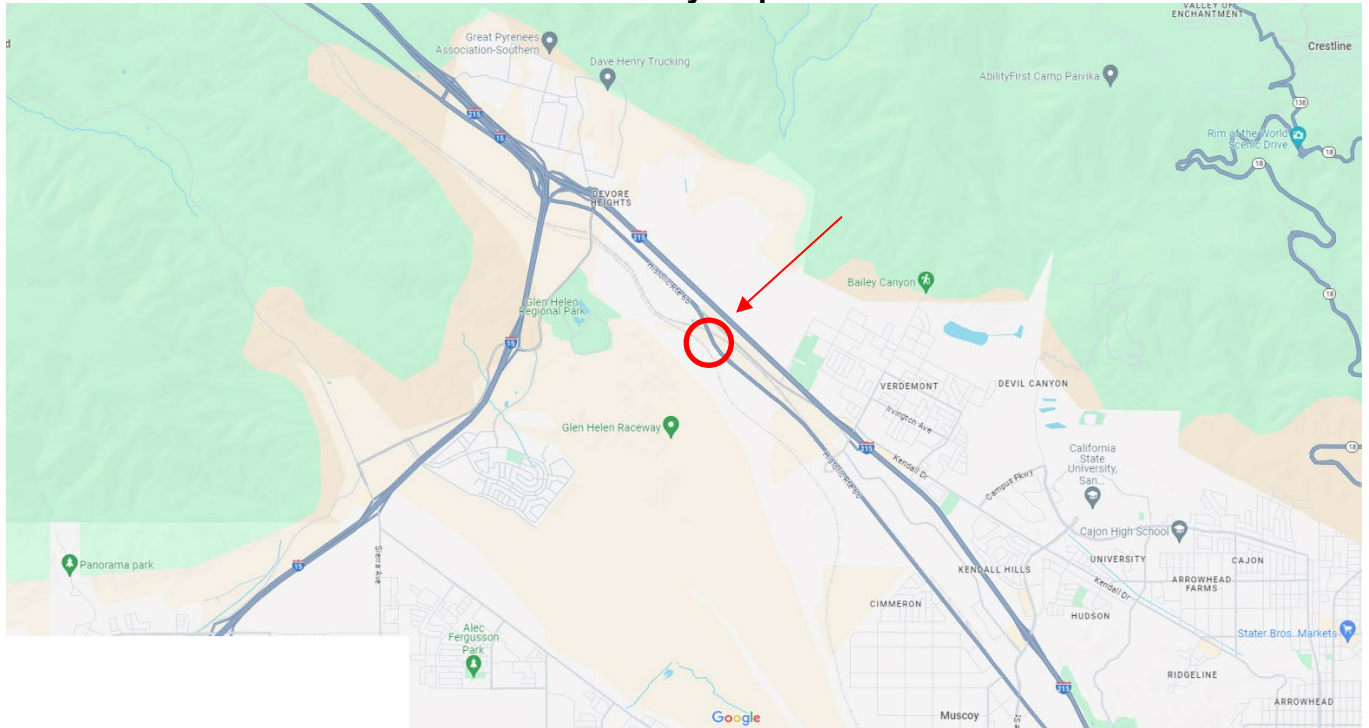 VALLEY OF
ENCHANTMENT
Crestline
Great Pyrenees
Association-Southern
Dave Henry Trucking
AbilityFirst Camp Paivika
138
215
15
Rim of the World
Scenic Drive
18
18
DEVORE
HEIGHTS
215
Historic Rte 66
Bailey Canyon
18
Glen Helen
Regional Park
15
VERDEMONT
DEVIL CANYON
Irvington Ave
Glen Helen Raceway
215
Kendall Dr
California
State
University,
San...
18
Historic Rte 66
Campus Pkwy
Cajon High School
Sierra Ave
Panorama park
15
KENDALL HILLS
UNIVERSITY
CAJON
Kendall Dr
ARROWHEAD
FARMS
CIMMERON
HUDSON
Alec
Fergusson
Park
Stater Bros. Markets
RIDGELINE
215
ARROWHEAD
Google
Muscoy